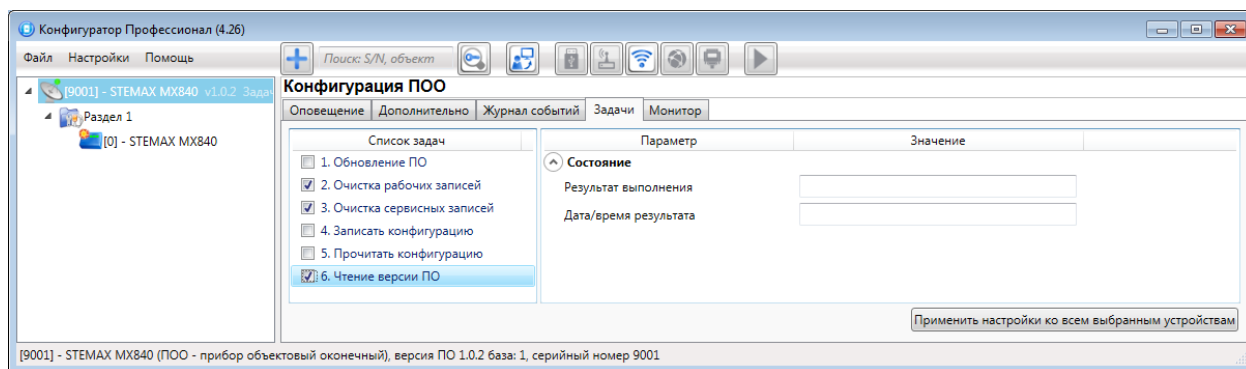 Конфигуратор Профессионал (4.26)
Файл Настройки Помощь
Поиск: S/N, объект
[9001] - STEMAX MX840 v1.0.2 Задач
Раздел 1
[0] - STEMAX MX840
Конфигурация ПОО
Оповещение Дополнительно Журнал событий Задачи Монитор
Список задач
1. Обновление ПО
2. Очистка рабочих записей
3. Очистка сервисных записей
4. Записать конфигурацию
5. Прочитать конфигурацию
6. Чтение версии ПО
Параметр Значение
Состояние
Результат выполнения
Дата/время результата
Применить настройки ко всем выбранным устройствам
[9001] - STEMAX MX840 (ПОО - прибор объектовый оконечный), версия ПО 1.0.2 база: 1, серийный номер 9001